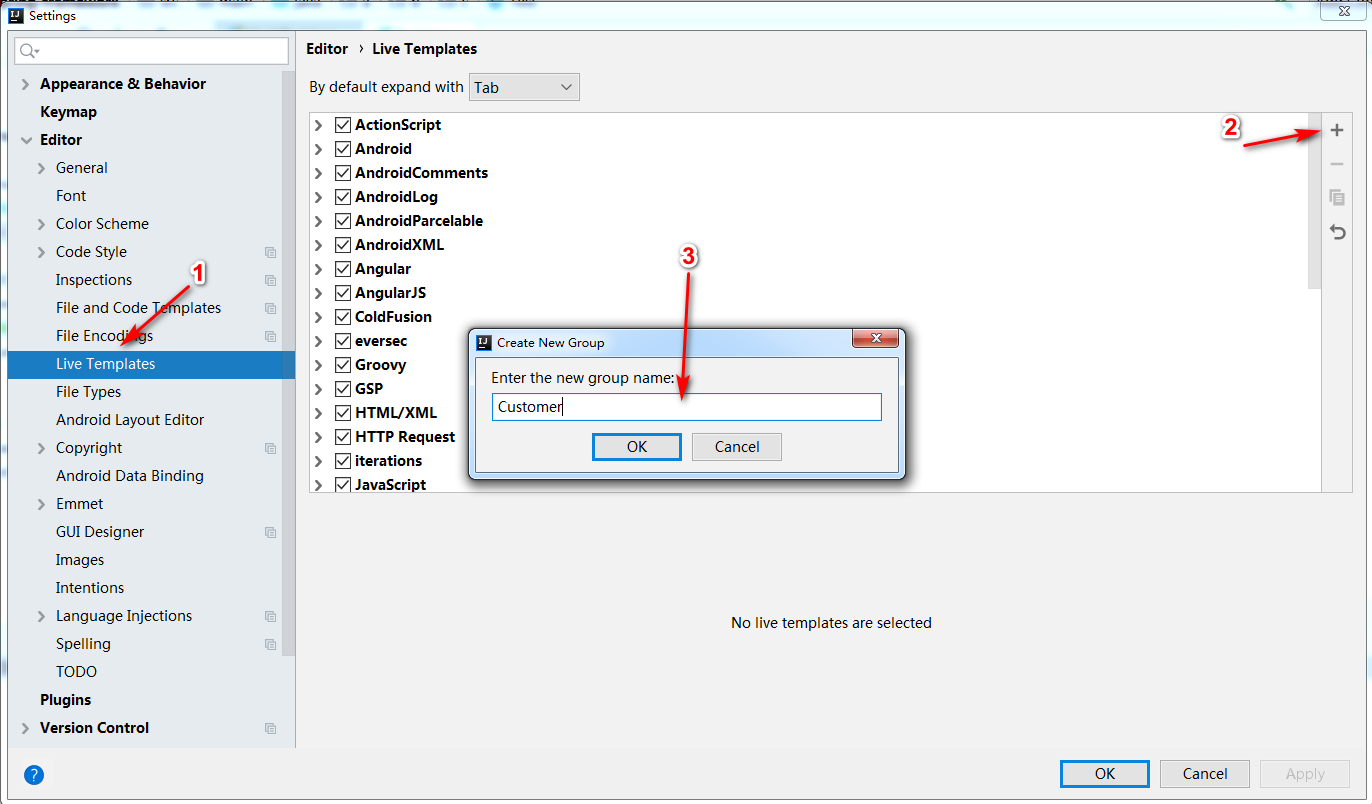 Settings
Editor › Live Templates
By default expand with Tab
Appearance & Behavior
Keymap
Editor
General
Font
Color Scheme
Code Style
Inspections
File and Code Templates
File Encodings
Live Templates
File Types
Android Layout Editor
Copyright
Android Data Binding
Emmet
GUI Designer
Images
Intentions
Language Injections
Spelling
TODO
Plugins
Version Control
ActionScript
Android
AndroidComments
AndroidLog
AndroidParcelable
AndroidXML
Angular
AngularJS
ColdFusion
eversec
Groovy
GSP
HTML/XML
HTTP Request
iterations
JavaScript
1
2
3
Create New Group
Enter the new group name:
Customer
OK Cancel
No live templates are selected
? OK Cancel Apply